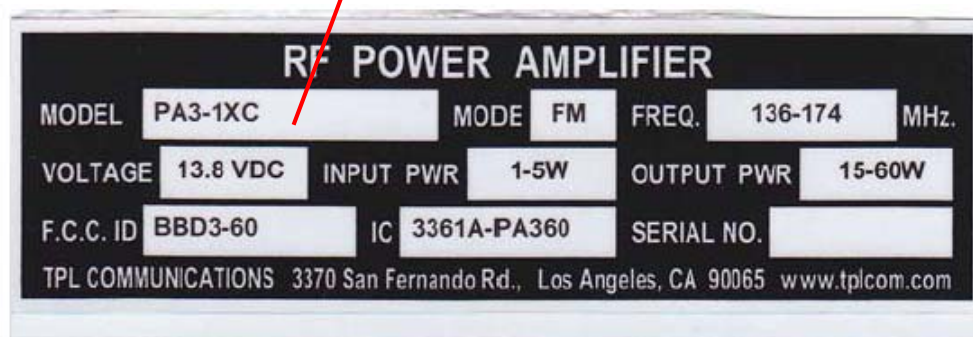 RF POWER AMPLIFIER
MODEL PA3-1XC MODE FM FREQ. 136-174 MHz.
VOLTAGE 13.8 VDC INPUT PWR 1-5W OUTPUT PWR 15-60W
F.C.C. ID BBD3-60 IC 3361A-PA360 SERIAL NO.
TPL COMMUNICATIONS 3370 San Fernando Rd., Los Angeles, CA 90065 www.tplcom.com